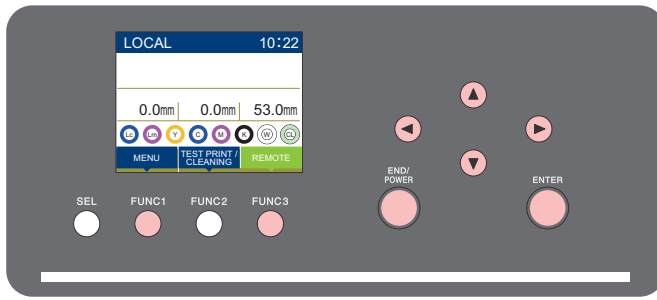 LOCAL 10:22
0.0mm 0.0mm 53.0mm
Lc Lm Y C M K W CL
MENU TEST PRINT / CLEANING REMOTE
END/
POWER
ENTER
SEL FUNC1 FUNC2 FUNC3